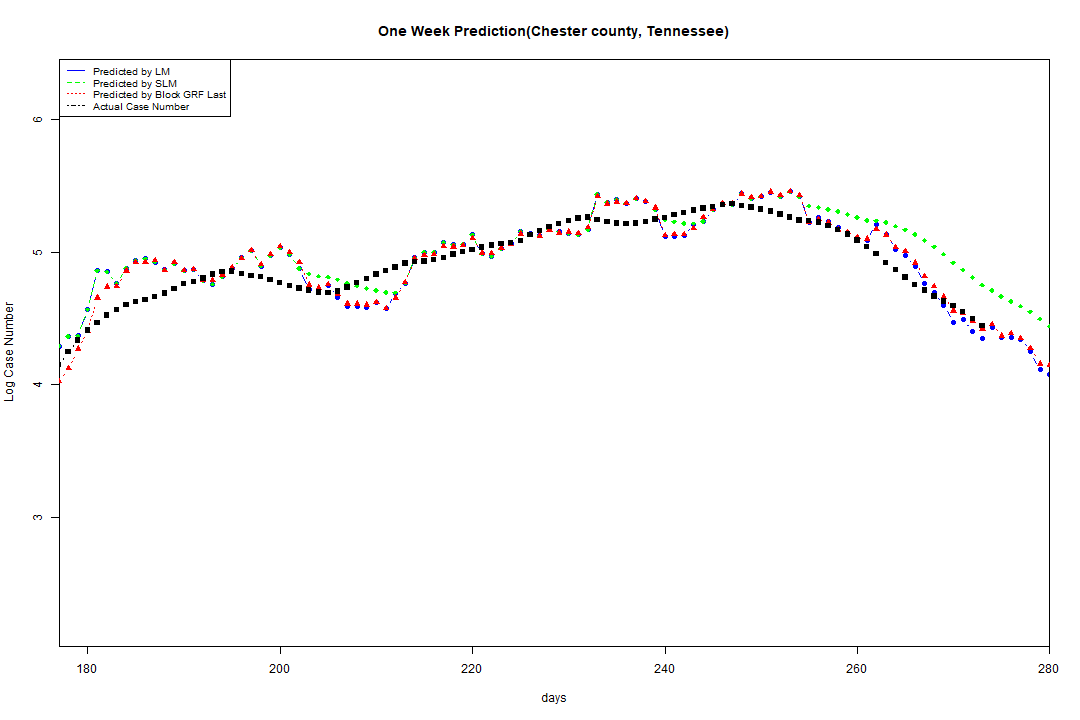 One Week Prediction(Chester county, Tennessee)
Predicted by LM
Predicted by SLM
Predicted by Block GRF Last
Actual Case Number
6
5
4
3
Log Case Number
180 200 220 240 260 280
days